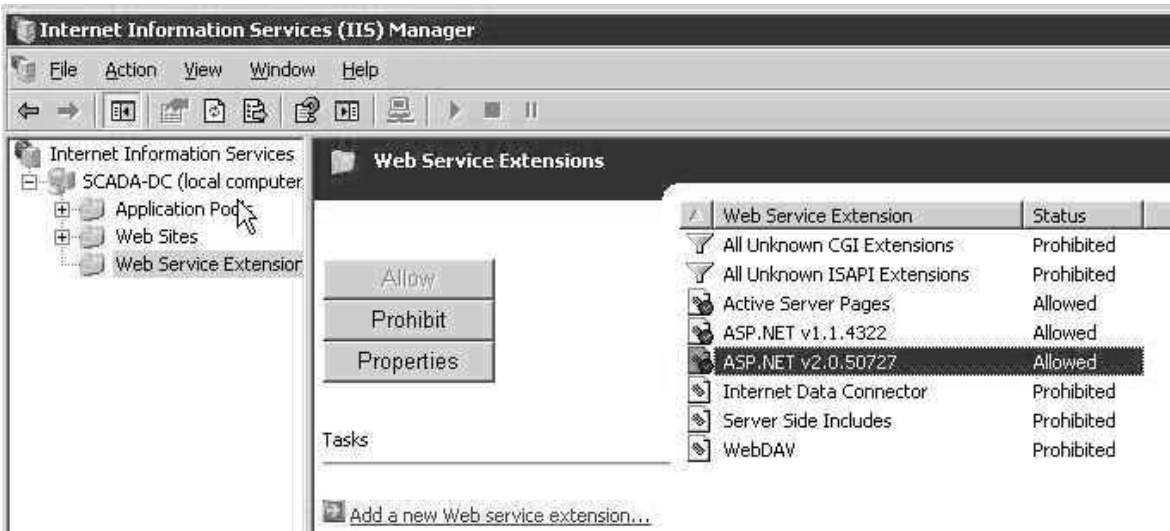 Internet Information Services (IIS) Manager
File Action View Window Help
Internet Information Services
SCADA-DC (local computer
Application Pools
Web Sites
Web Service Extension
Web Service Extensions
Allow
Prohibit
Properties
Tasks
Add a new Web service extension...
Web Service Extension Status
All Unknown CGI Extensions Prohibited
All Unknown ISAPI Extensions Prohibited
Active Server Pages Allowed
ASP.NET v1.1.4322 Allowed
ASP.NET v2.0.50727 Allowed
Internet Data Connector Prohibited
Server Side Includes Prohibited
WebDAV Prohibited